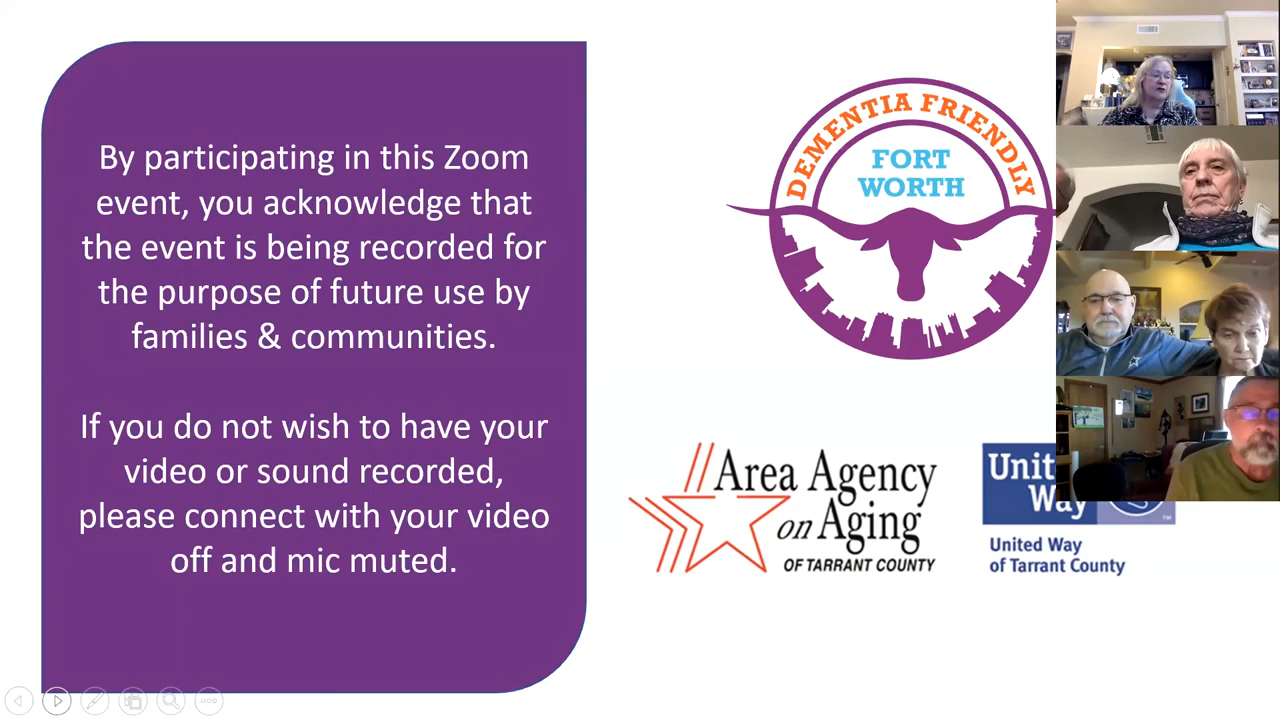 By participating in this Zoom
event, you acknowledge that
the event is being recorded for
the purpose of future use by
families & communities.
If you do not wish to have your
video or sound recorded,
please connect with your video
off and mic muted.
DEMENTIA FRIENDLY
FORT
WORTH
Area Agency
on Aging
OF TARRANT COUNTY
Unit
Way
TM
United Way
of Tarrant County